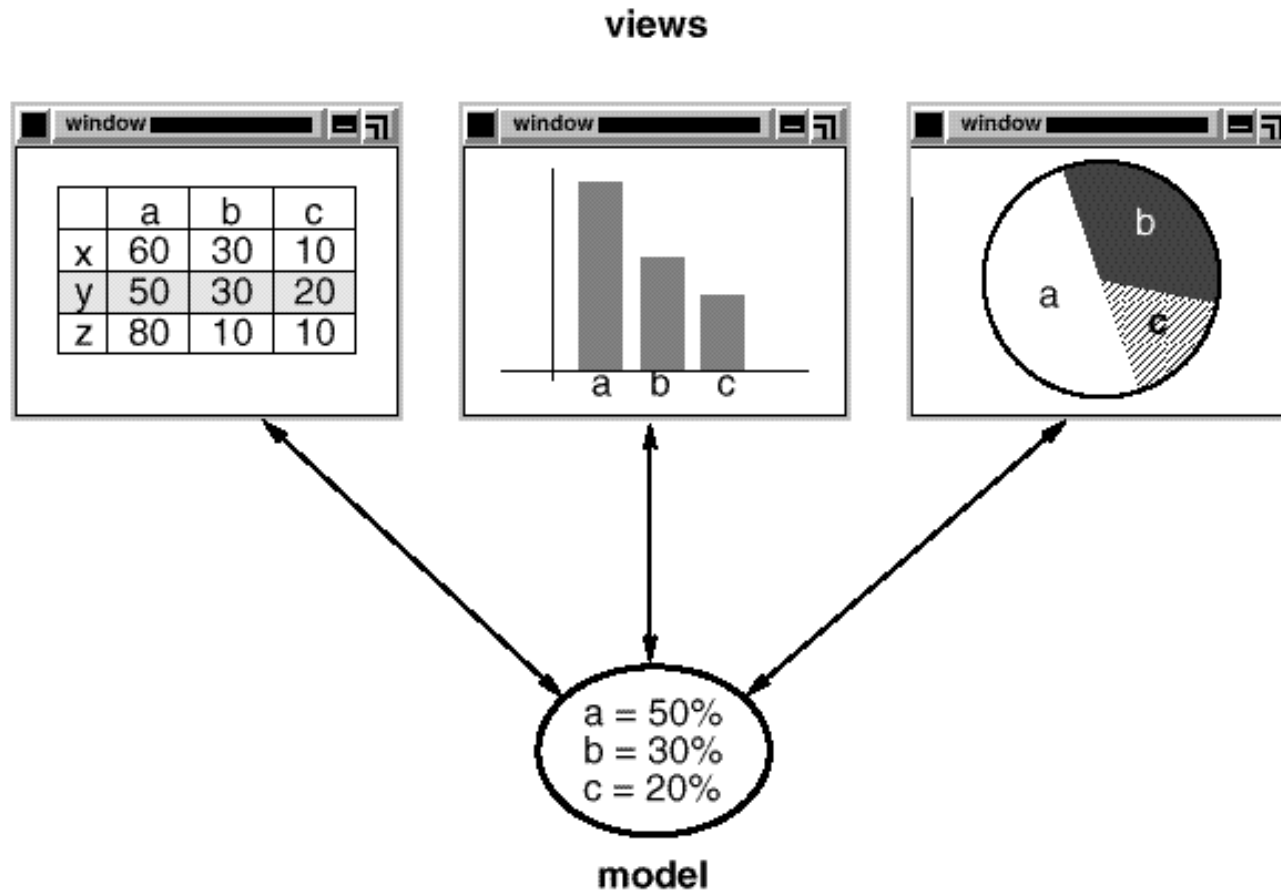 views
window
a b c
x 60 30 10
y 50 30 20
z 80 10 10
window
a b c
window
a
b
c
a = 50%
b = 30%
c = 20%
model